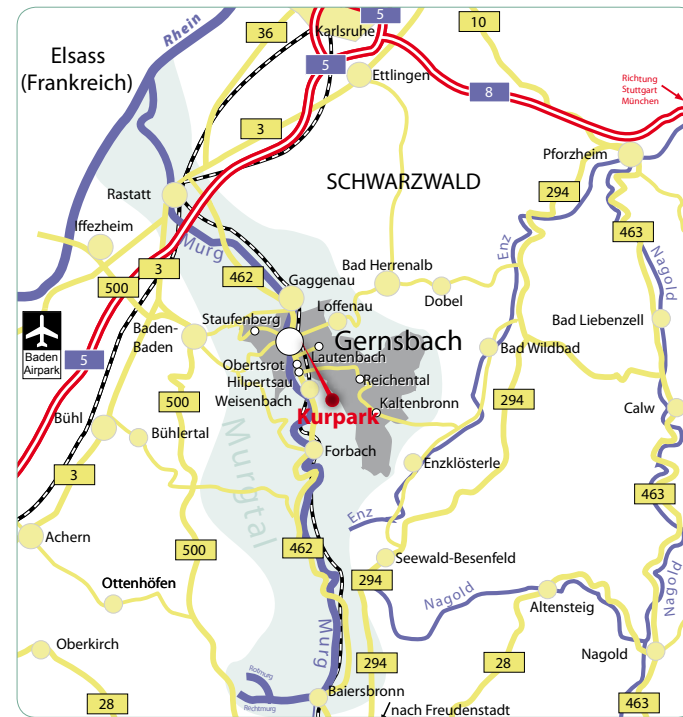 5
10
36
Karlsruhe
Rhein
Elsass
(Frankreich)
5
Ettlingen
8
Richtung
Stuttgart
München
3
Pforzheim
SCHWARZWALD
294
Rastatt
463
Iffezheim
Murg
Enz
Nagold
3
462
Bad Herrenalb
500
Gaggenau
Dobel
Staufenberg
Loffenau
Bad Liebenzell
Baden-
Baden
Gernsbach
Baden
Airpark
5
Lautenbach
Bad Wildbad
Obertsrot
Hilpertsau
Reichental
Weisenbach
Kaltenbronn
500
294
Calw
Kurpark
Bühl
Bühlertal
Murgtal
Forbach
Enzklösterle
3
463
Enz
Achern
500
462
Seewald-Besenfeld
294
Ottenhöfen
Nagold
Altensteig
Nagold
Murg
Oberkirch
294
28
Nagold
Rotmurg
Rechtmurg
Baiersbronn
28
463
nach Freudenstadt